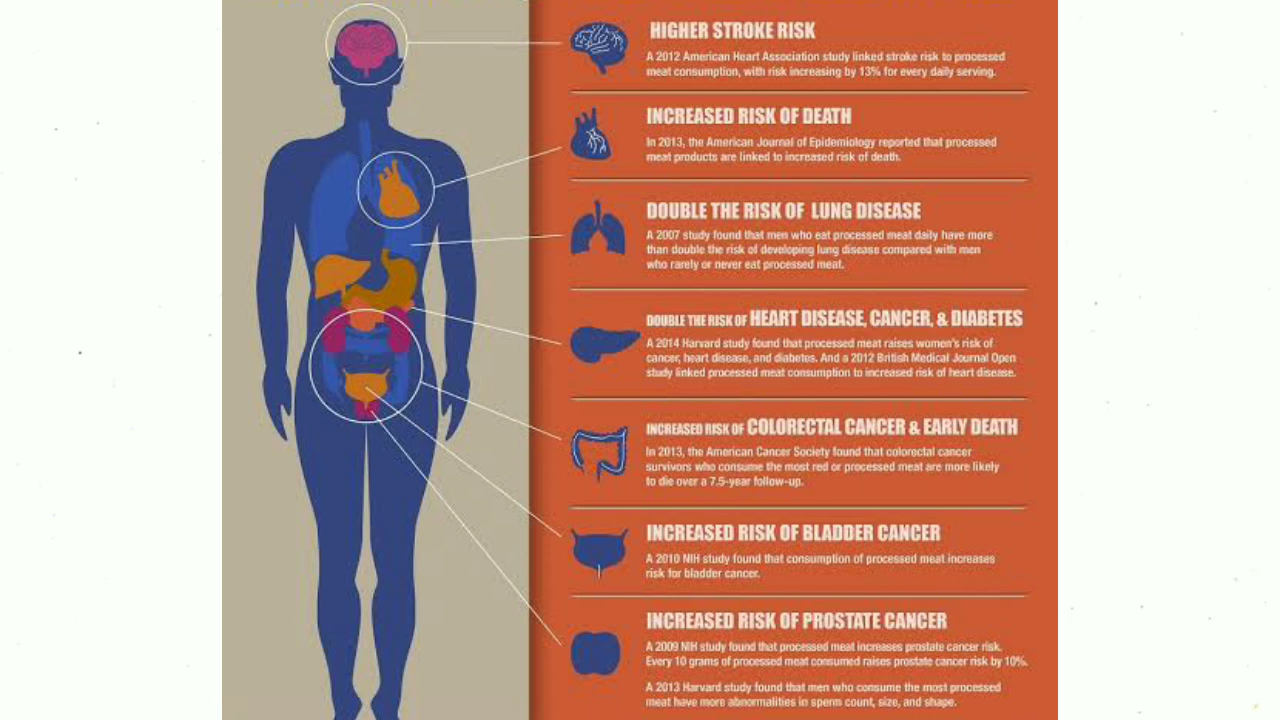 HIGHER STROKE RISK
A 2012 American Heart Association study linked stroke risk to processed
meat consumption, with risk increasing by 13% for every daily serving.
INCREASED RISK OF DEATH
In 2013, the American Journal of Epidemiology reported that processed
meat products are linked to increased risk of death.
DOUBLE THE RISK OF LUNG DISEASE
A 2007 study found that men who eat processed meat daily have more
than double the risk of developing lung disease compared with men
who rarely or never eat processed meat.
DOUBLE THE RISK OF HEART DISEASE, CANCER, & DIABETES
A 2014 Harvard study found that processed meat raises women's risk of
cancer, heart disease, and diabetes. And a 2012 British Medical Journal Open
study linked processed meat consumption to increased risk of heart disease.
INCREASED RISK OF COLORECTAL CANCER & EARLY DEATH
In 2013, the American Cancer Society found that colorectal cancer
survivors who consume the most red or processed meat are more likely
to die over a 7.5-year follow-up.
INCREASED RISK OF BLADDER CANCER
A 2010 NIH study found that consumption of processed meat increases
risk for bladder cancer.
INCREASED RISK OF PROSTATE CANCER
A 2009 NIH study found that processed meat increases prostate cancer risk.
Every 10 grams of processed meat consumed raises prostate cancer risk by 10%.
A 2013 Harvard study found that men who consume the most processed
meat have more abnormalities in sperm count, size, and shape.